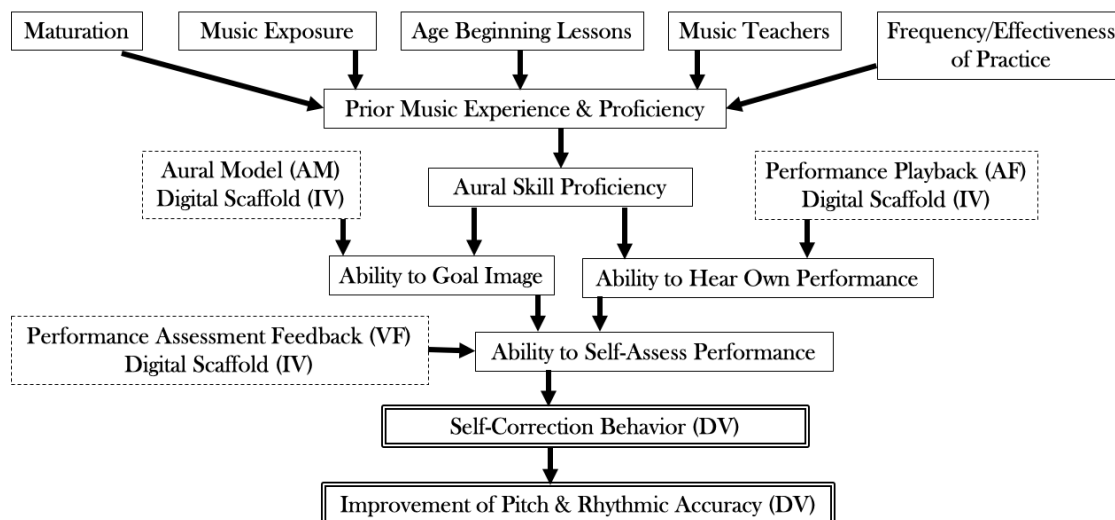 Maturation
Music Exposure
Age Beginning Lessons
Music Teachers
Frequency/Effectiveness
of Practice
Prior Music Experience & Proficiency
Aural Model (AM)
Digital Scaffold (IV)
Aural Skill Proficiency
Performance Playback (AF)
Digital Scaffold (IV)
Ability to Goal Image
Ability to Hear Own Performance
Performance Assessment Feedback (VF)
Digital Scaffold (IV)
Ability to Self-Assess Performance
Self-Correction Behavior (DV)
Improvement of Pitch & Rhythmic Accuracy (DV)